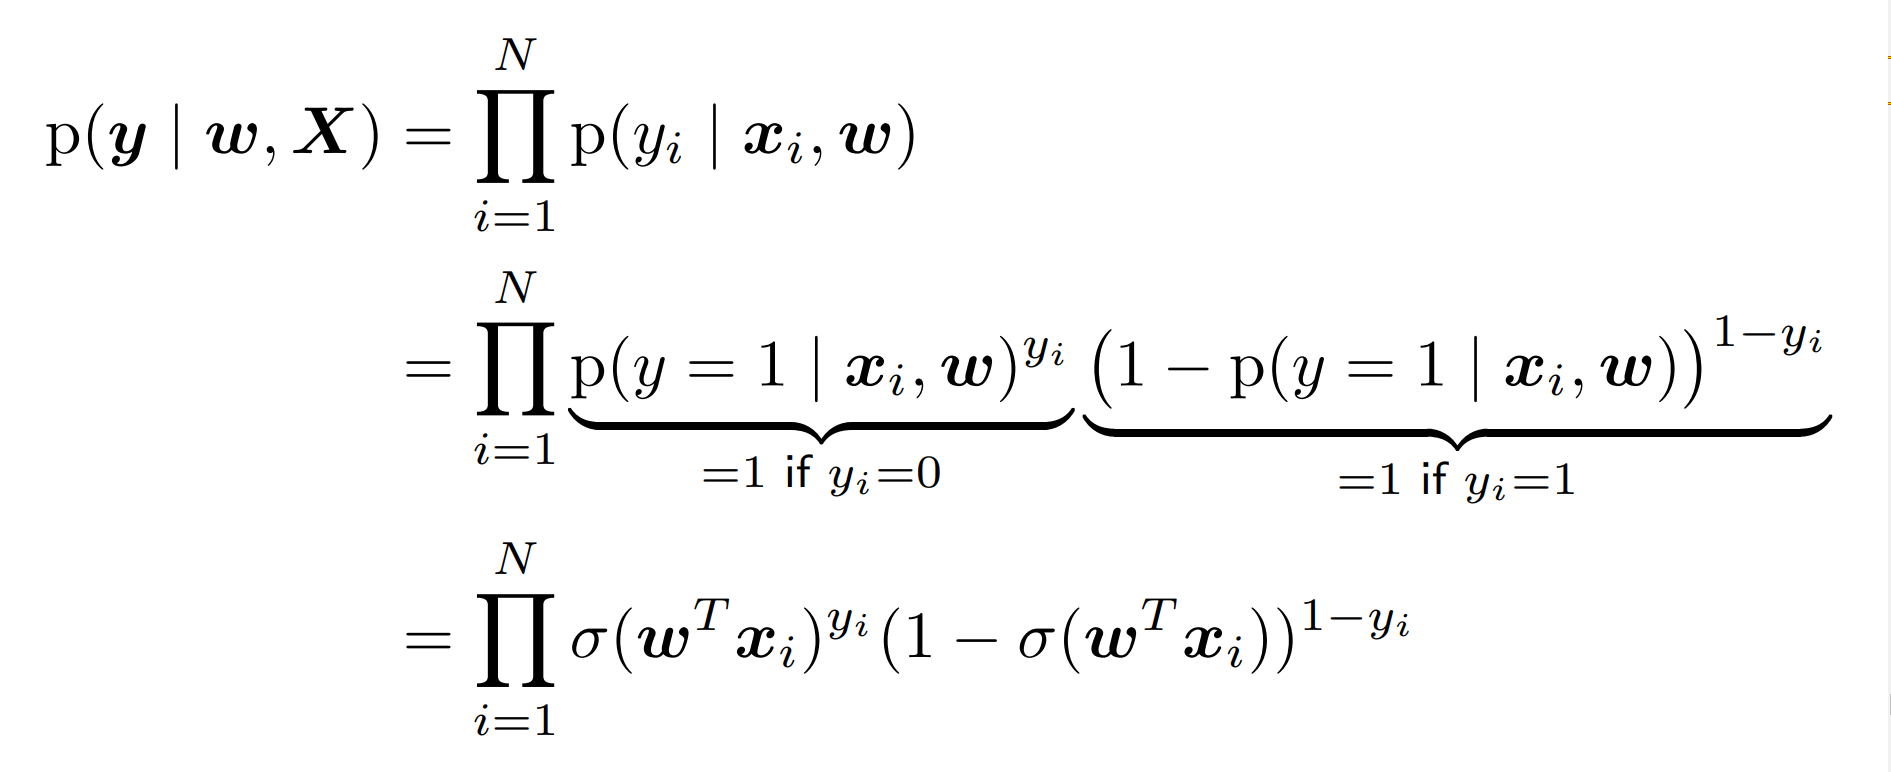 p(y | w, X) = ∏_{i=1}^{N} p(y_i | x_i, w)
= ∏_{i=1}^{N} p(y = 1 | x_i, w)^{y_i} (1 − p(y = 1 | x_i, w))^{1−y_i}
=1 if y_i=0 =1 if y_i=1
= ∏_{i=1}^{N} σ(w^T x_i)^{y_i} (1 − σ(w^T x_i))^{1−y_i}